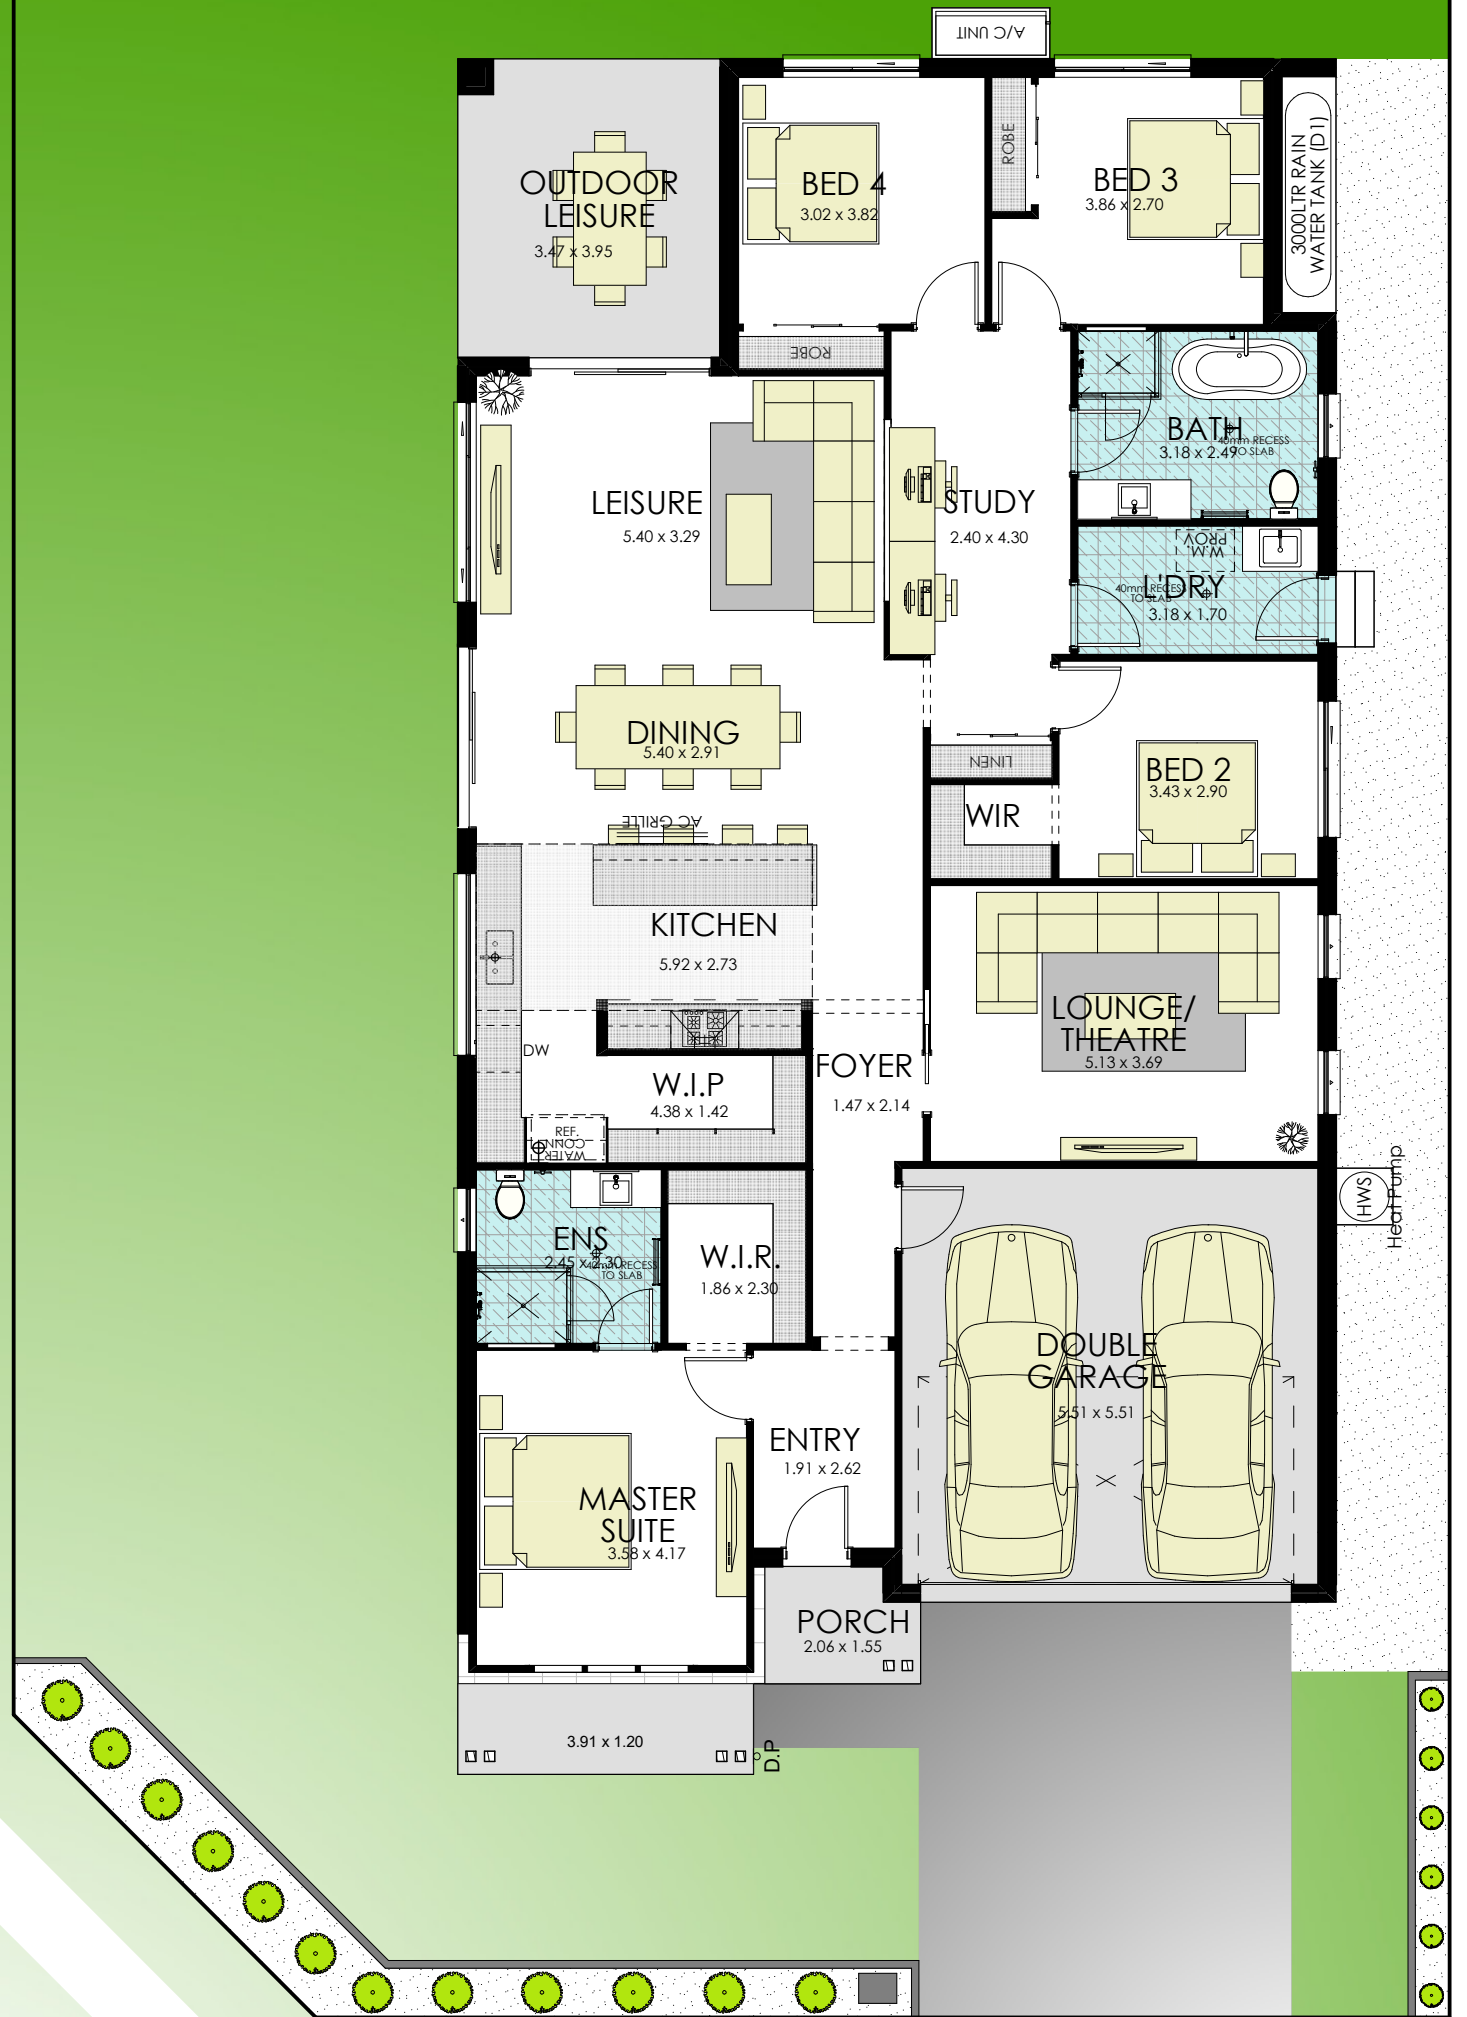 A/C UNIT
OUTDOOR
LEISURE
3.47 x 3.95
BED 4
3.02 x 3.82
ROBE
ROBE
BED 3
3.86 x 2.70
3000LTR RAIN
WATER TANK (D1)
LEISURE
5.40 x 3.29
STUDY
2.40 x 4.30
BATH
3.18 x 2.49
40mm RECESS
TO SLAB
W.M.
PROV
L'DRY
40mm RECESS
TO SLAB
3.18 x 1.70
DINING
5.40 x 2.91
LINEN
WIR
BED 2
3.43 x 2.90
AC GRILLE
KITCHEN
5.92 x 2.73
DW
W.I.P
4.38 x 1.42
REF.
WATER
CONN
FOYER
1.47 x 2.14
LOUNGE/
THEATRE
5.13 x 3.69
HWS
Heat Pump
ENS
2.45 x 2.30
40mm RECESS
TO SLAB
W.I.R.
1.86 x 2.30
DOUBLE
GARAGE
5.51 x 5.51
ENTRY
1.91 x 2.62
MASTER
SUITE
3.58 x 4.17
PORCH
2.06 x 1.55
3.91 x 1.20
D.P